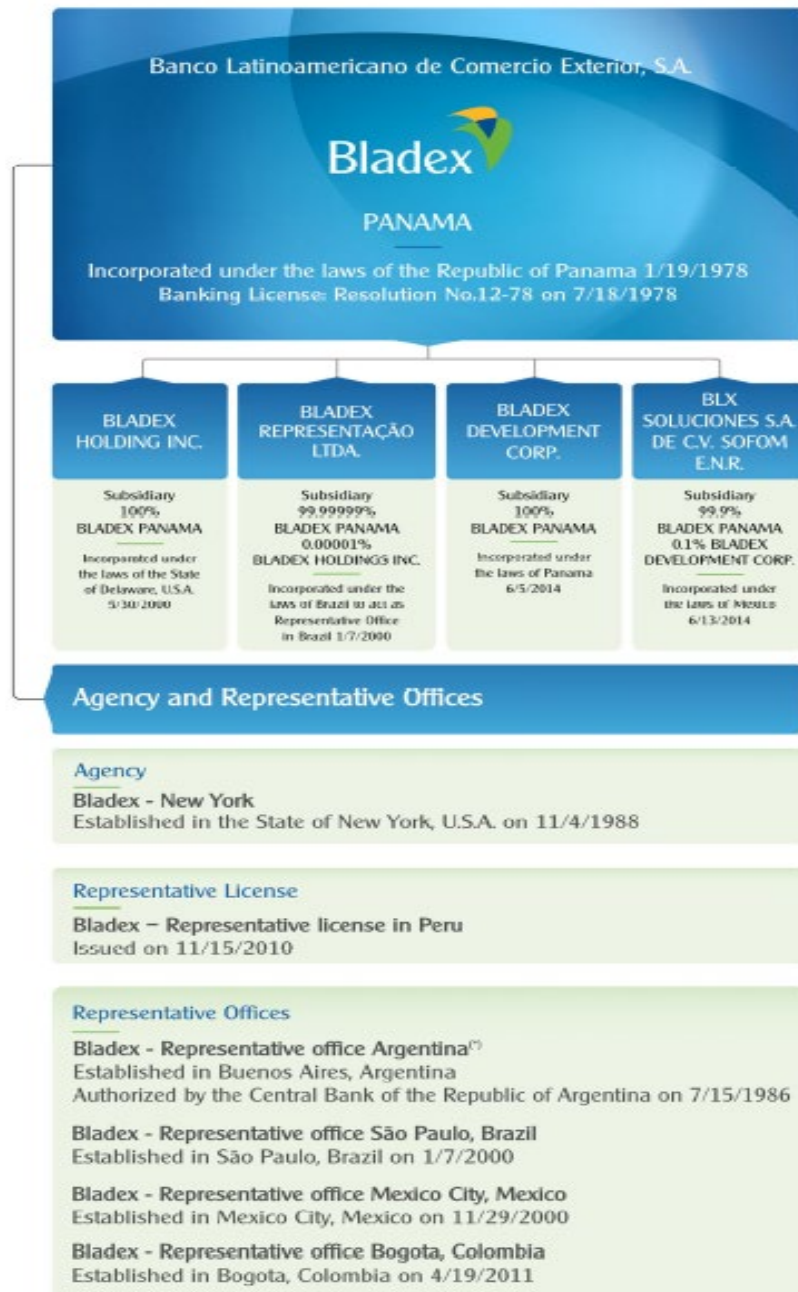 Banco Latinoamericano de Comercio Exterior, S.A.
Bladex
PANAMA
Incorporated under the laws of the Republic of Panama 1/19/1978
Banking License: Resolution No.12-78 on 7/18/1978
BLADEX
HOLDING INC.
Subsidiary
100%
BLADEX PANAMA
Incorporated under
the laws of the State
of Delaware, U.S.A.
5/30/2000
BLADEX
REPRESENTAÇÃO
LTDA.
Subsidiary
99.99999%
BLADEX PANAMA
0.00001%
BLADEX HOLDINGS INC.
Incorporated under the
laws of Brazil to act as
Representative Office
in Brazil 1/7/2000
BLADEX
DEVELOPMENT
CORP.
Subsidiary
100%
BLADEX PANAMA
Incorporated under
the laws of Panama
6/5/2014
BLX
SOLUCIONES S.A.
DE C.V. SOFOM
E.N.R.
Subsidiary
99.9%
BLADEX PANAMA
0.1% BLADEX
DEVELOPMENT CORP.
Incorporated under
the laws of Mexico
6/13/2014
Agency and Representative Offices
Agency
Bladex - New York
Established in the State of New York, U.S.A. on 11/4/1988
Representative License
Bladex – Representative license in Peru
Issued on 11/15/2010
Representative Offices
Bladex - Representative office Argentina(*)
Established in Buenos Aires, Argentina
Authorized by the Central Bank of the Republic of Argentina on 7/15/1986
Bladex - Representative office São Paulo, Brazil
Established in São Paulo, Brazil on 1/7/2000
Bladex - Representative office Mexico City, Mexico
Established in Mexico City, Mexico on 11/29/2000
Bladex - Representative office Bogota, Colombia
Established in Bogota, Colombia on 4/19/2011